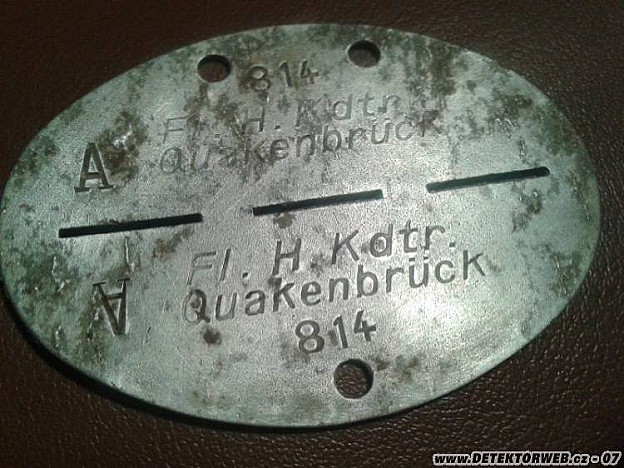 814
Fl. H. Kdtr.
Quakenbrück
A
Fl. H Kdtr.
Quakenbrück
A
814
www.DETEKTORWEB.cz - 07